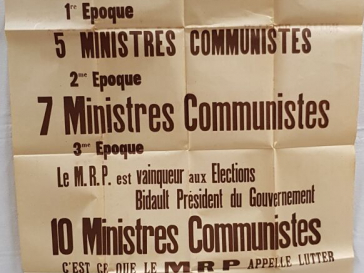 1re Epoque
5 MINISTRES COMMUNISTES
2me Epoque
7 Ministres Communistes
3me Epoque
Le M.R.P. est vainqueur aux Elections
Bidault Président du Gouvernement
10 Ministres Communistes
C'EST CE QUE LE M R P APPELLE LUTTER